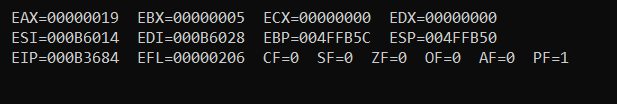 EAX=00000019  EBX=00000005  ECX=00000000  EDX=00000000
ESI=000B6014  EDI=000B6028  EBP=004FFB5C  ESP=004FFB50
EIP=000B3684  EFL=00000206  CF=0  SF=0  ZF=0  OF=0  AF=0  PF=1